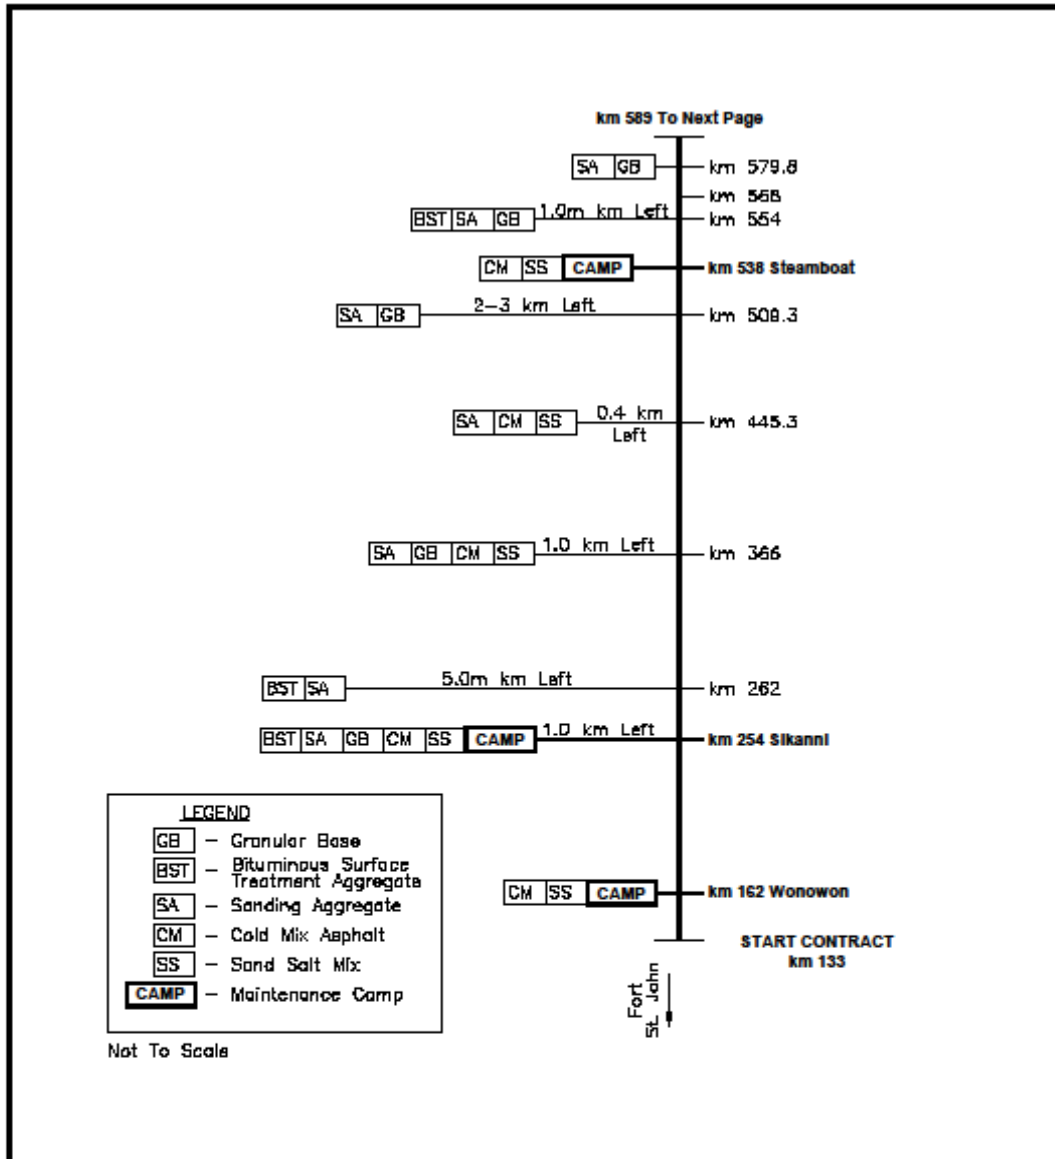 km 589 To Next Page
SA GB km 579.8
km 568
BST SA GB 1.0m km Left km 554
CM SS CAMP km 538 Steamboat
SA GB 2-3 km Left km 509.3
SA CM SS 0.4 km Left km 445.3
SA GB CM SS 1.0 km Left km 366
BST SA 5.0m km Left km 262
BST SA GB CM SS CAMP 1.0 km Left km 254 Sikanni
CM SS CAMP km 162 Wonowon
START CONTRACT
km 133
Fort
St. John
LEGEND
GB – Granular Base
BST – Bituminous Surface
Treatment Aggregate
SA – Sanding Aggregate
CM – Cold Mix Asphalt
SS – Sand Salt Mix
CAMP – Maintenance Camp
Not To Scale